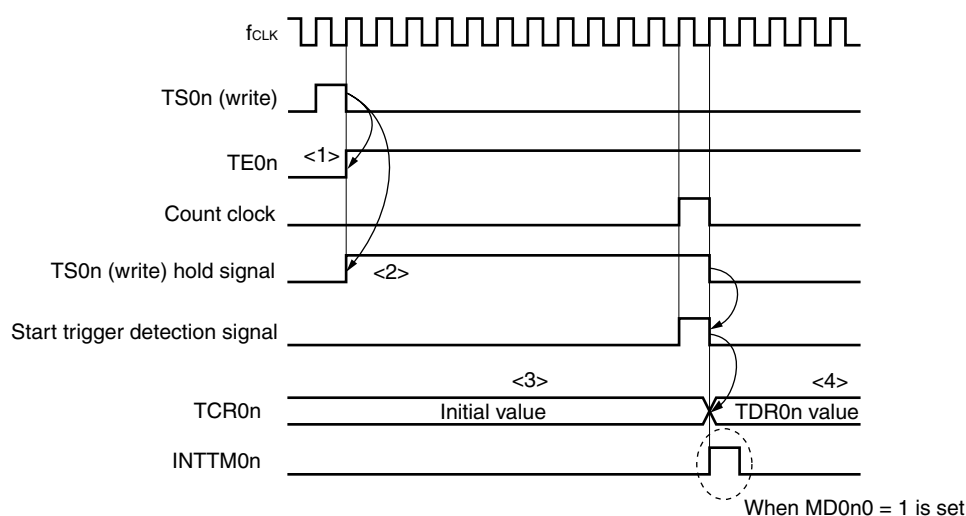 fCLK
TS0n (write)
<1>
TE0n
Count clock
TS0n (write) hold signal
<2>
Start trigger detection signal
<3>
<4>
TCR0n
Initial value
TDR0n value
INTTM0n
When MD0n0 = 1 is set